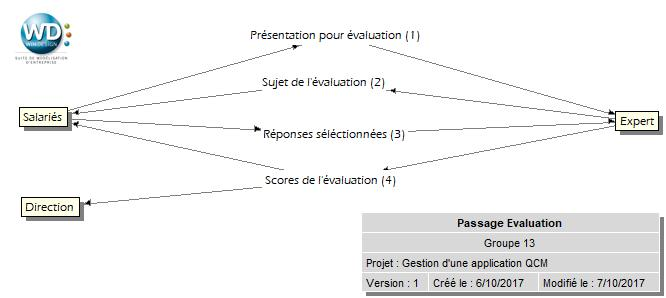 WD:
WIN'DESIGN
SUITE DE MODÉLISATION
D'ENTREPRISE
Présentation pour évaluation (1)
Sujet de l'évaluation (2)
Salariés
Expert
Réponses séléctionnées (3)
Scores de l'évaluation (4)
Direction
Passage Evaluation
Groupe 13
Projet : Gestion d'une application QCM
Version : 1 Créé le : 6/10/2017 Modifié le : 7/10/2017